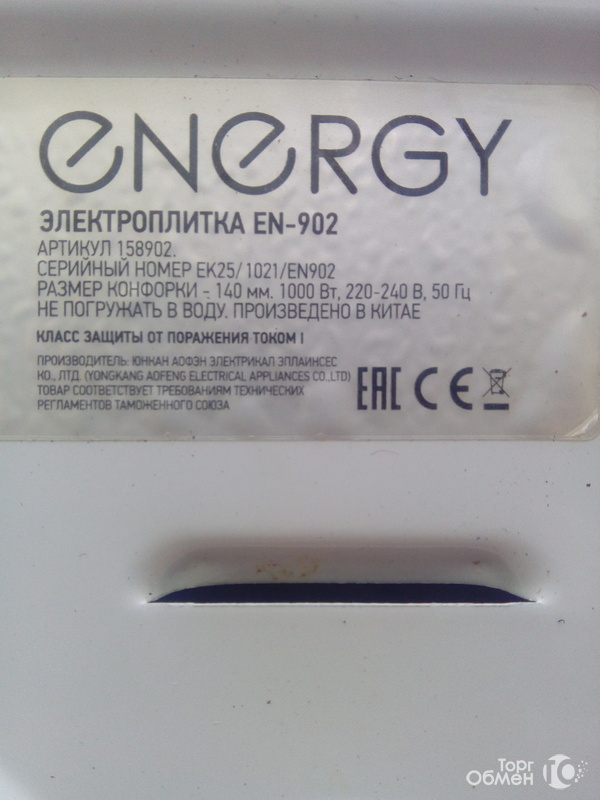 eNeRGY
ЭЛЕКТРОПЛИТКА EN-902
АРТИКУЛ 158902.
СЕРИЙНЫЙ НОМЕР EK25/1021/EN902
РАЗМЕР КОНФОРКИ - 140 мм. 1000 Вт, 220-240 В, 50 Гц
НЕ ПОГРУЖАТЬ В ВОДУ. ПРОИЗВЕДЕНО В КИТАЕ
КЛАСС ЗАЩИТЫ ОТ ПОРАЖЕНИЯ ТОКОМ I
ПРОИЗВОДИТЕЛЬ: ЮНКАН АОФЭН ЭЛЕКТРИКАЛ ЭПЛАИНСЕС
КО., ЛТД. (YONGKANG AOFENG ELECTRICAL APPLIANCES CO.,LTD)
ТОВАР СООТВЕТСТВУЕТ ТРЕБОВАНИЯМ ТЕХНИЧЕСКИХ
РЕГЛАМЕНТОВ ТАМОЖЕННОГО СОЮЗА
EAC CE
Торг
Обмен